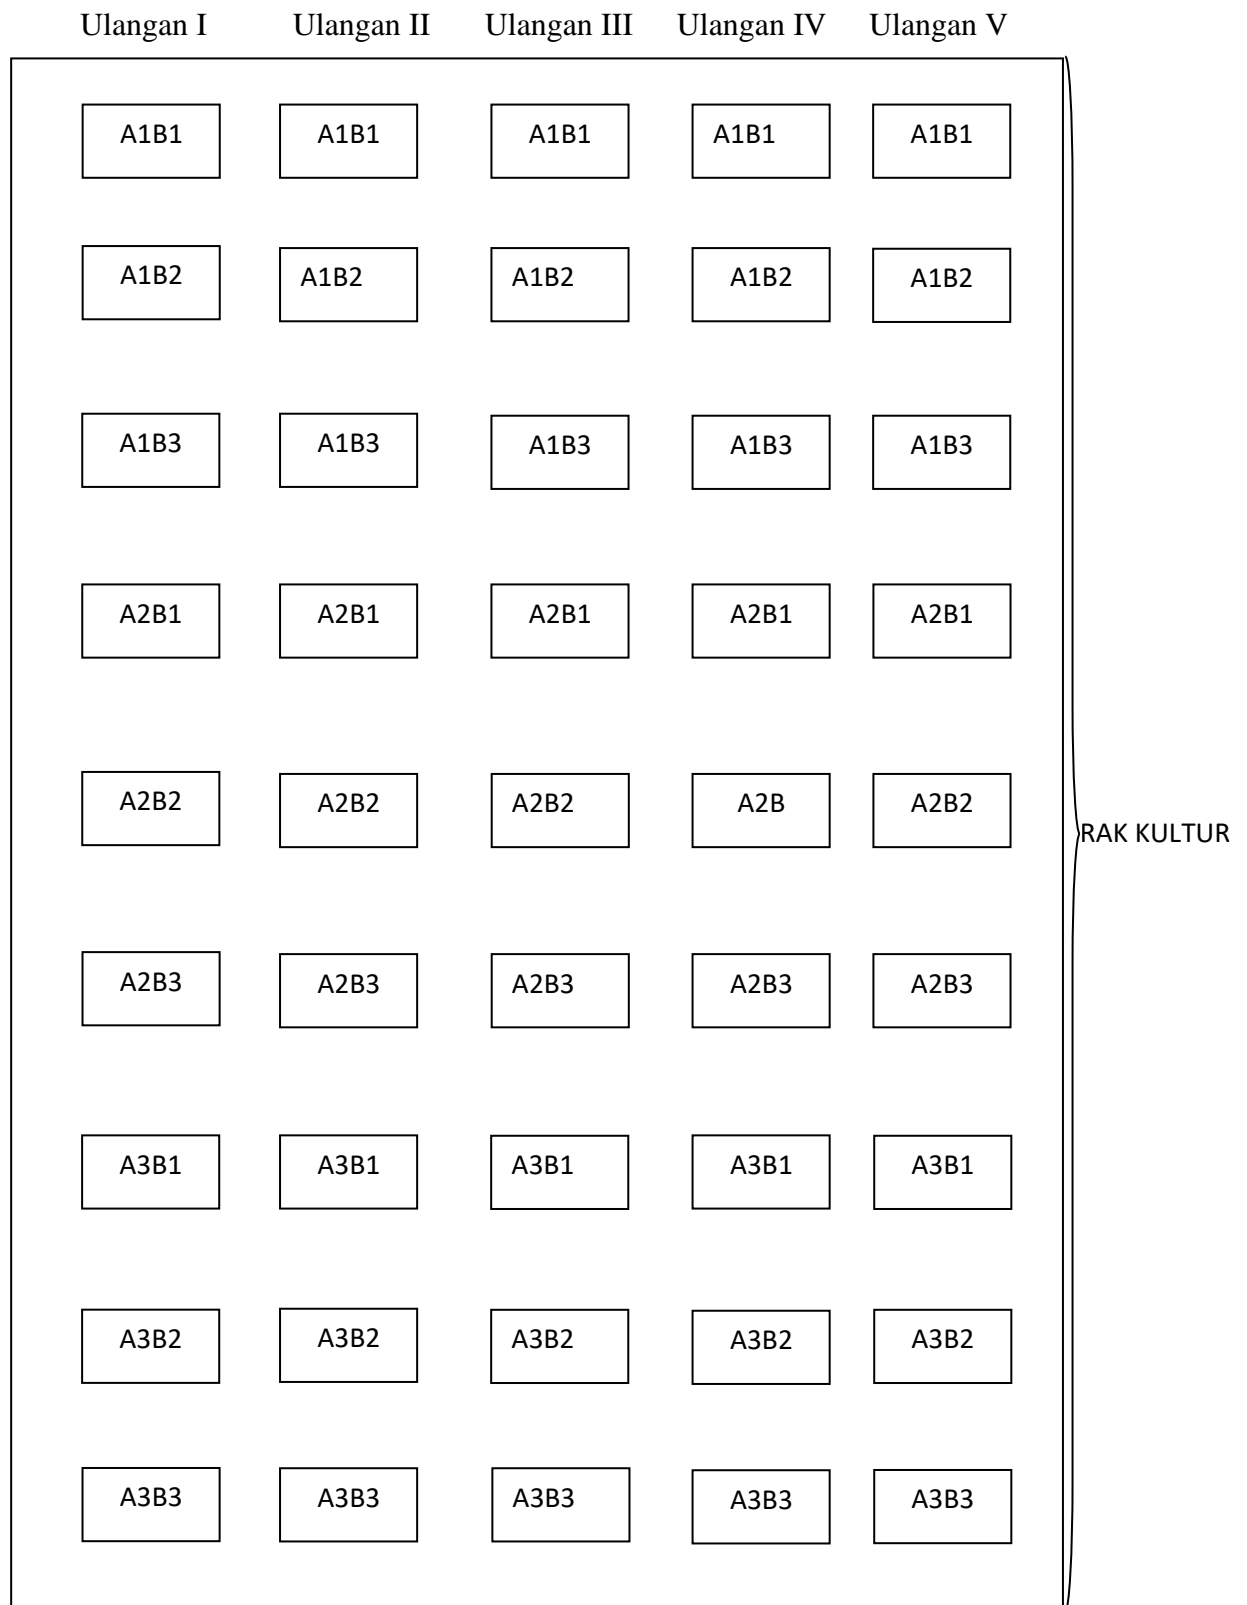 Ulangan I Ulangan II Ulangan III Ulangan IV Ulangan V
A1B1 A1B1 A1B1 A1B1 A1B1
A1B2 A1B2 A1B2 A1B2 A1B2
A1B3 A1B3 A1B3 A1B3 A1B3
A2B1 A2B1 A2B1 A2B1 A2B1
A2B2 A2B2 A2B2 A2B A2B2
RAK KULTUR
A2B3 A2B3 A2B3 A2B3 A2B3
A3B1 A3B1 A3B1 A3B1 A3B1
A3B2 A3B2 A3B2 A3B2 A3B2
A3B3 A3B3 A3B3 A3B3 A3B3